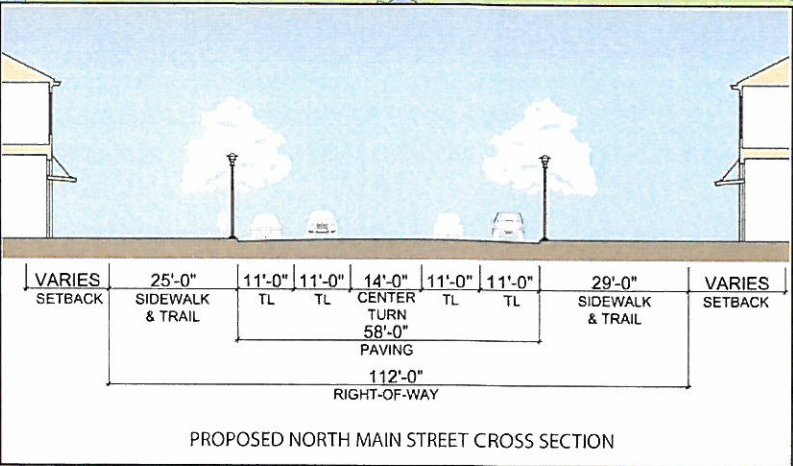 VARIES 25'-0" 11'-0" 11'-0" 14'-0" 11'-0" 11'-0" 29'-0" VARIES
SETBACK SIDEWALK TL TL CENTER TL TL SIDEWALK SETBACK
& TRAIL TURN & TRAIL
58'-0"
PAVING
112'-0"
RIGHT-OF-WAY
PROPOSED NORTH MAIN STREET CROSS SECTION